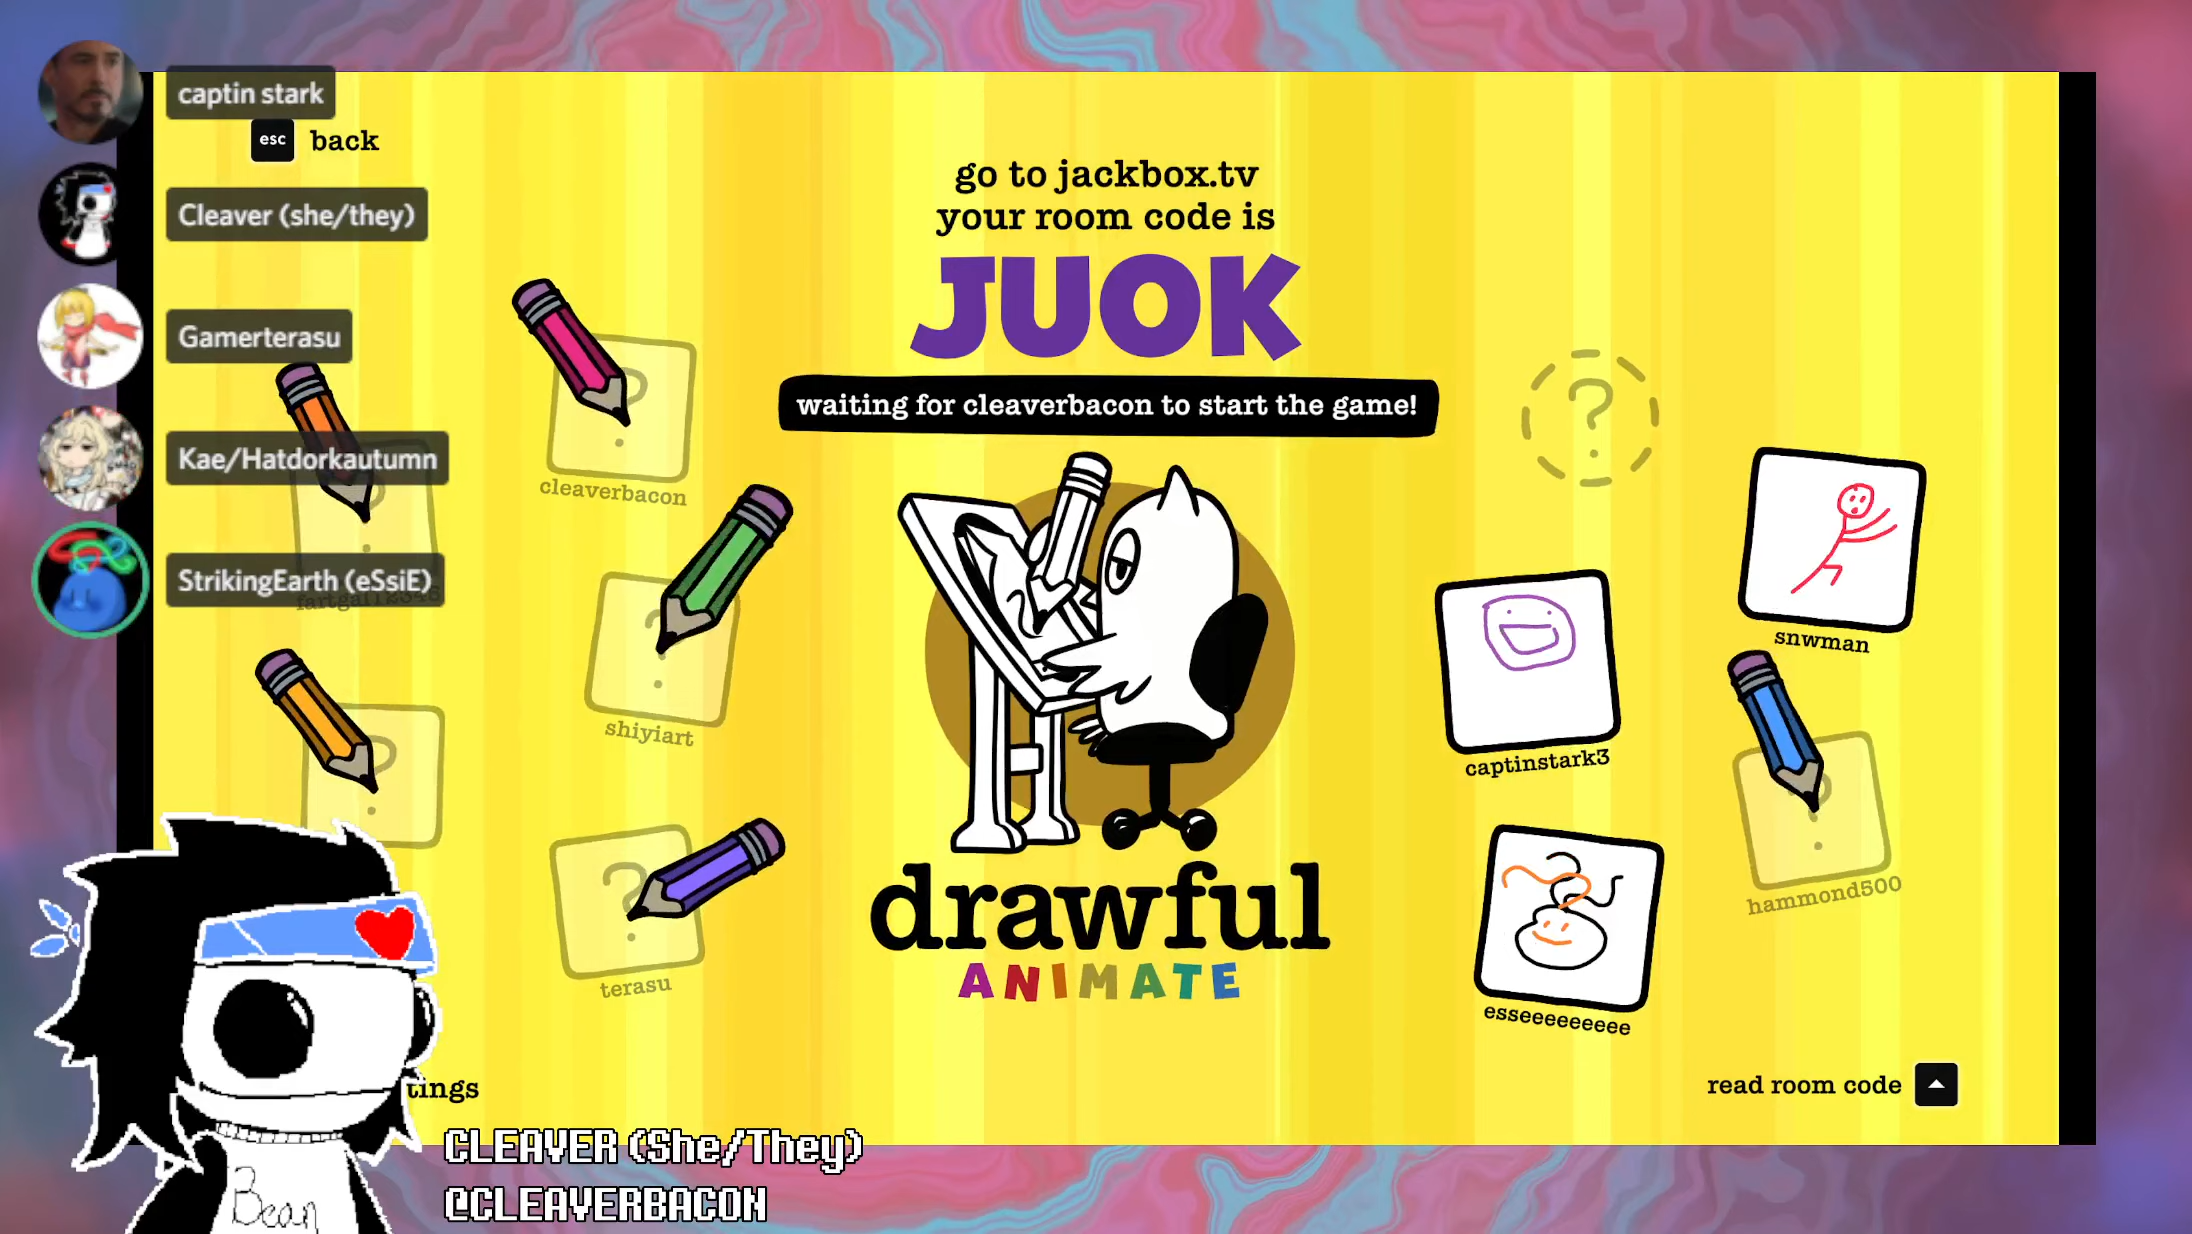 captin stark
esc back
Cleaver (she/they)
Gamerterasu
Kae/Hatdorkautumn
StrikingEarth (eSsiE)
go to jackbox.tv
your room code is
JUOK
waiting for cleaverbacon to start the game!
cleaverbacon
shiyiart
terasu
snwman
captinstark3
hammond500
esseeeeeeeee
drawful
ANIMATE
tings
read room code
CLEAVER (She/They)
@CLEAVERBACON
Bean